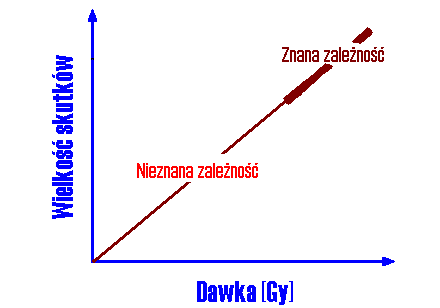 Znana zależność
Nieznana zależność
Wielkość skutków
Dawka [Gy]